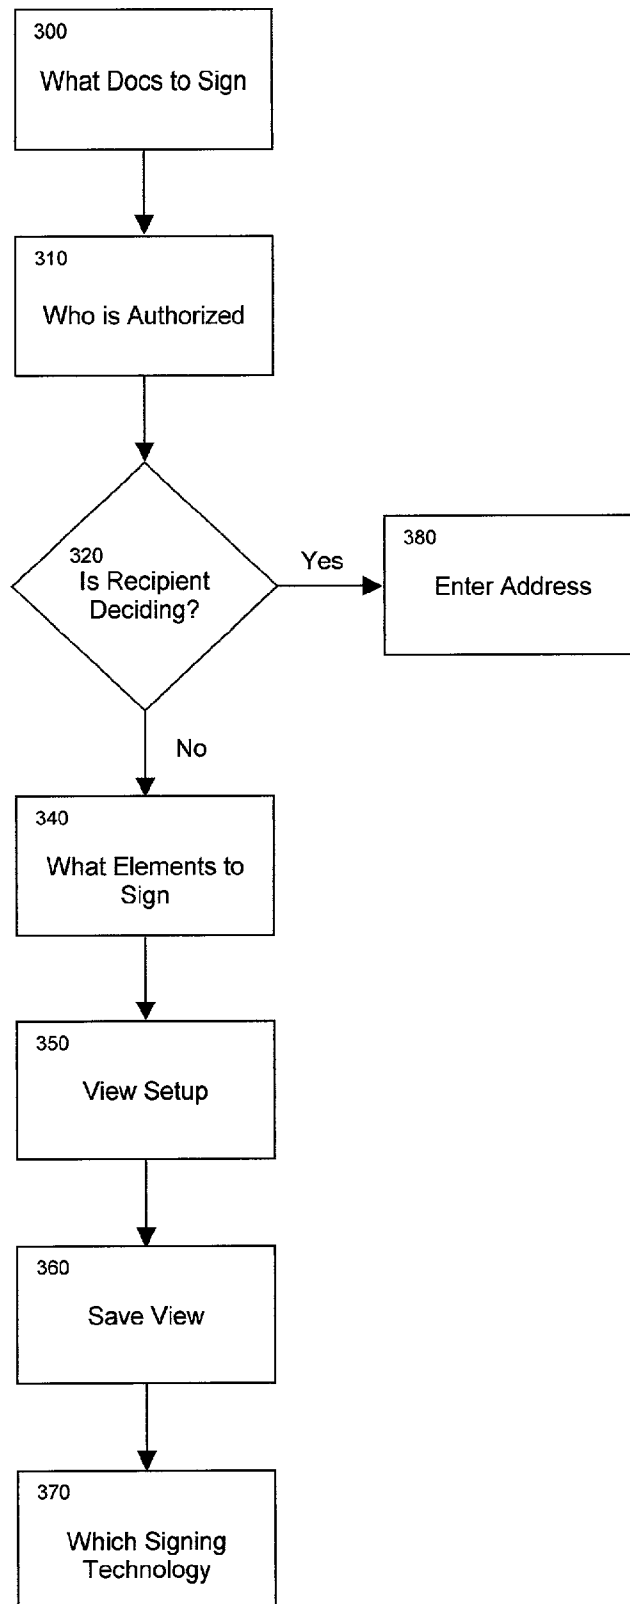 300
What Docs to Sign
310
Who is Authorized
320
Is Recipient
Deciding?
Yes
380
Enter Address
No
340
What Elements to
Sign
350
View Setup
360
Save View
370
Which Signing
Technology